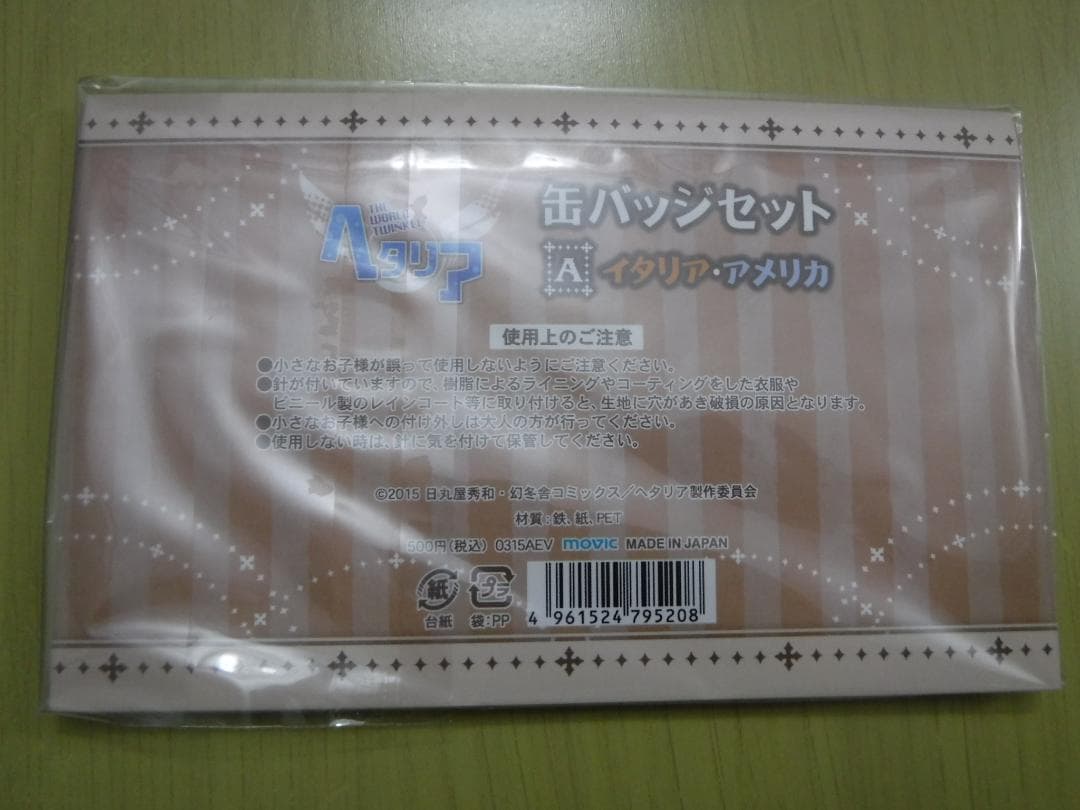 THE
WORLD
TWINKLE
ヘタリア
缶バッジセット
A イタリア・アメリカ
使用上のご注意
●小さなお子様が誤って使用しないようにご注意ください。
●針が付いていますので、樹脂によるライニングやコーティングをした衣服や
ビニール製のレインコート等に取り付けると、生地に穴があき破損の原因となります。
●小さなお子様への付け外しは大人の方が行ってください。
●使用しない時は、針に気を付けて保管してください。
©2015 日丸屋秀和・幻冬舎コミックス／ヘタリア製作委員会
材質：鉄、紙、PET
500円(税込) 0315AEV movic MADE IN JAPAN
紙 プラ
台紙 袋:PP
4 961524 795208